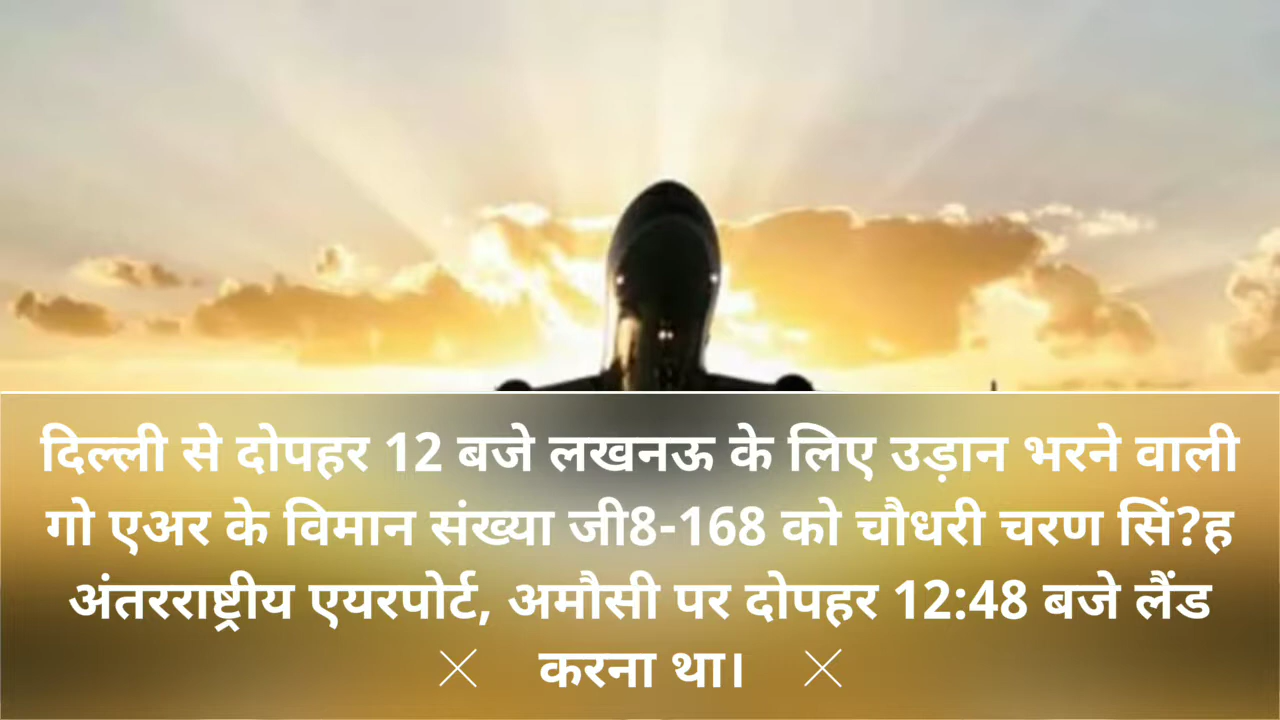 दिल्ली से दोपहर 12 बजे लखनऊ के लिए उड़ान भरने वाली
गो एअर के विमान संख्या जी8-168 को चौधरी चरण सिं?ह
अंतरराष्ट्रीय एयरपोर्ट, अमौसी पर दोपहर 12:48 बजे लैंड
करना था।